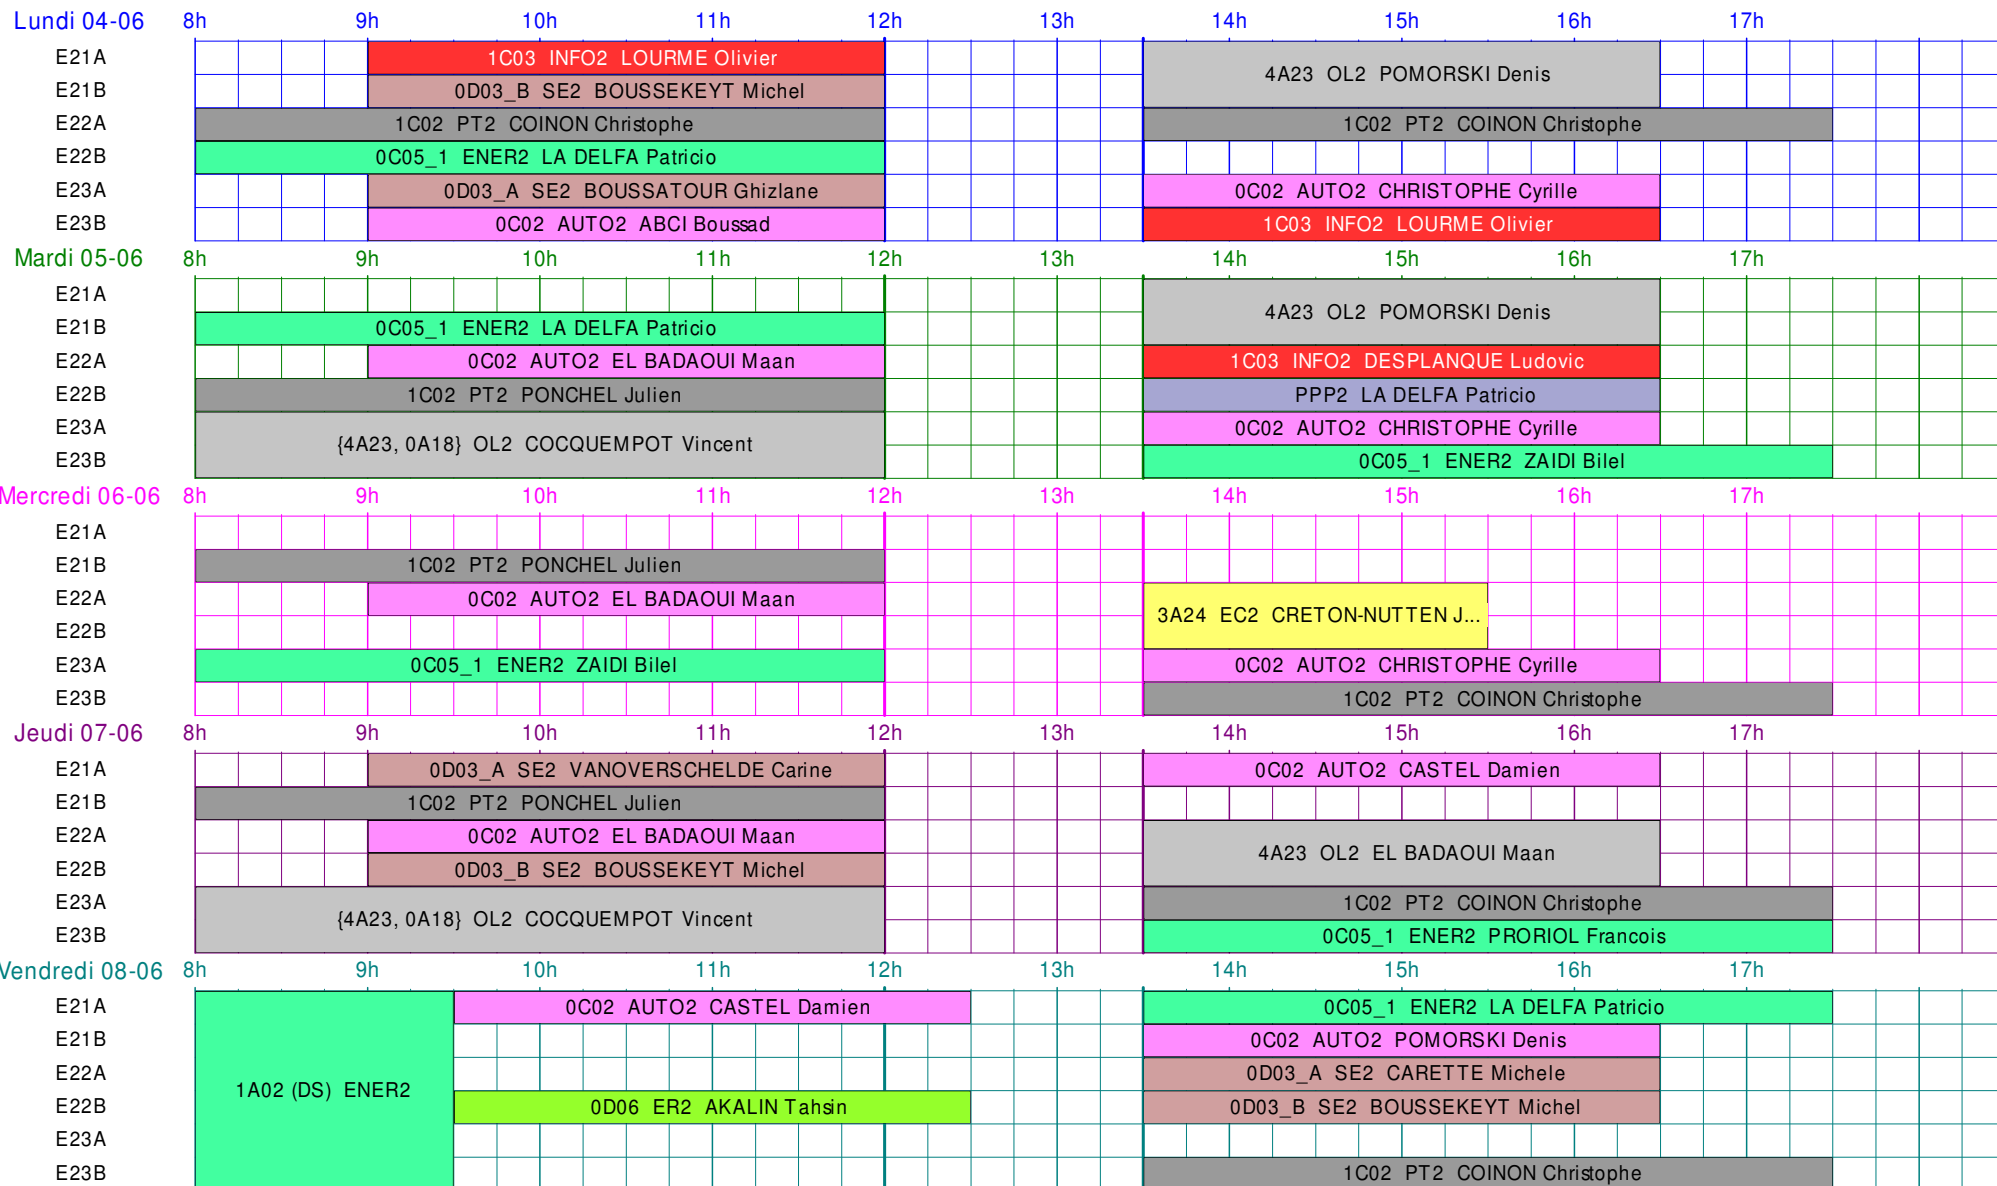 Lundi 04-06 8h 9h 10h 11h 12h 13h 14h 15h 16h 17h
E21A 1C03 INFO2 LOURME Olivier
4A23 OL2 POMORSKI Denis
E21B 0D03_B SE2 BOUSSEKEYT Michel
E22A 1C02 PT2 COINON Christophe 1C02 PT2 COINON Christophe
E22B 0C05_1 ENER2 LA DELFA Patricio
E23A 0D03_A SE2 BOUSSATOUR Ghizlane 0C02 AUTO2 CHRISTOPHE Cyrille
E23B 0C02 AUTO2 ABCI Boussad 1C03 INFO2 LOURME Olivier
Mardi 05-06 8h 9h 10h 11h 12h 13h 14h 15h 16h 17h
E21A
4A23 OL2 POMORSKI Denis
E21B 0C05_1 ENER2 LA DELFA Patricio
E22A 0C02 AUTO2 EL BADAOUI Maan 1C03 INFO2 DESPLANQUE Ludovic
E22B 1C02 PT2 PONCHEL Julien PPP2 LA DELFA Patricio
E23A 0C02 AUTO2 CHRISTOPHE Cyrille
{4A23, 0A18} OL2 COCQUEMPOT Vincent
E23B 0C05_1 ENER2 ZAIDI Bilel
Mercredi 06-06 8h 9h 10h 11h 12h 13h 14h 15h 16h 17h
E21A
E21B 1C02 PT2 PONCHEL Julien
E22A 0C02 AUTO2 EL BADAOUI Maan
3A24 EC2 CRETON-NUTTEN J...
E22B
E23A 0C05_1 ENER2 ZAIDI Bilel 0C02 AUTO2 CHRISTOPHE Cyrille
E23B 1C02 PT2 COINON Christophe
Jeudi 07-06 8h 9h 10h 11h 12h 13h 14h 15h 16h 17h
E21A 0D03_A SE2 VANOVERSCHELDE Carine 0C02 AUTO2 CASTEL Damien
E21B 1C02 PT2 PONCHEL Julien
E22A 0C02 AUTO2 EL BADAOUI Maan
4A23 OL2 EL BADAOUI Maan
E22B 0D03_B SE2 BOUSSEKEYT Michel
E23A 1C02 PT2 COINON Christophe
{4A23, 0A18} OL2 COCQUEMPOT Vincent
E23B 0C05_1 ENER2 PRORIOL Francois
Vendredi 08-06 8h 9h 10h 11h 12h 13h 14h 15h 16h 17h
E21A 0C02 AUTO2 CASTEL Damien 0C05_1 ENER2 LA DELFA Patricio
E21B 0C02 AUTO2 POMORSKI Denis
E22A 0D03_A SE2 CARETTE Michele
1A02 (DS) ENER2
E22B 0D06 ER2 AKALIN Tahsin 0D03_B SE2 BOUSSEKEYT Michel
E23A
E23B 1C02 PT2 COINON Christophe